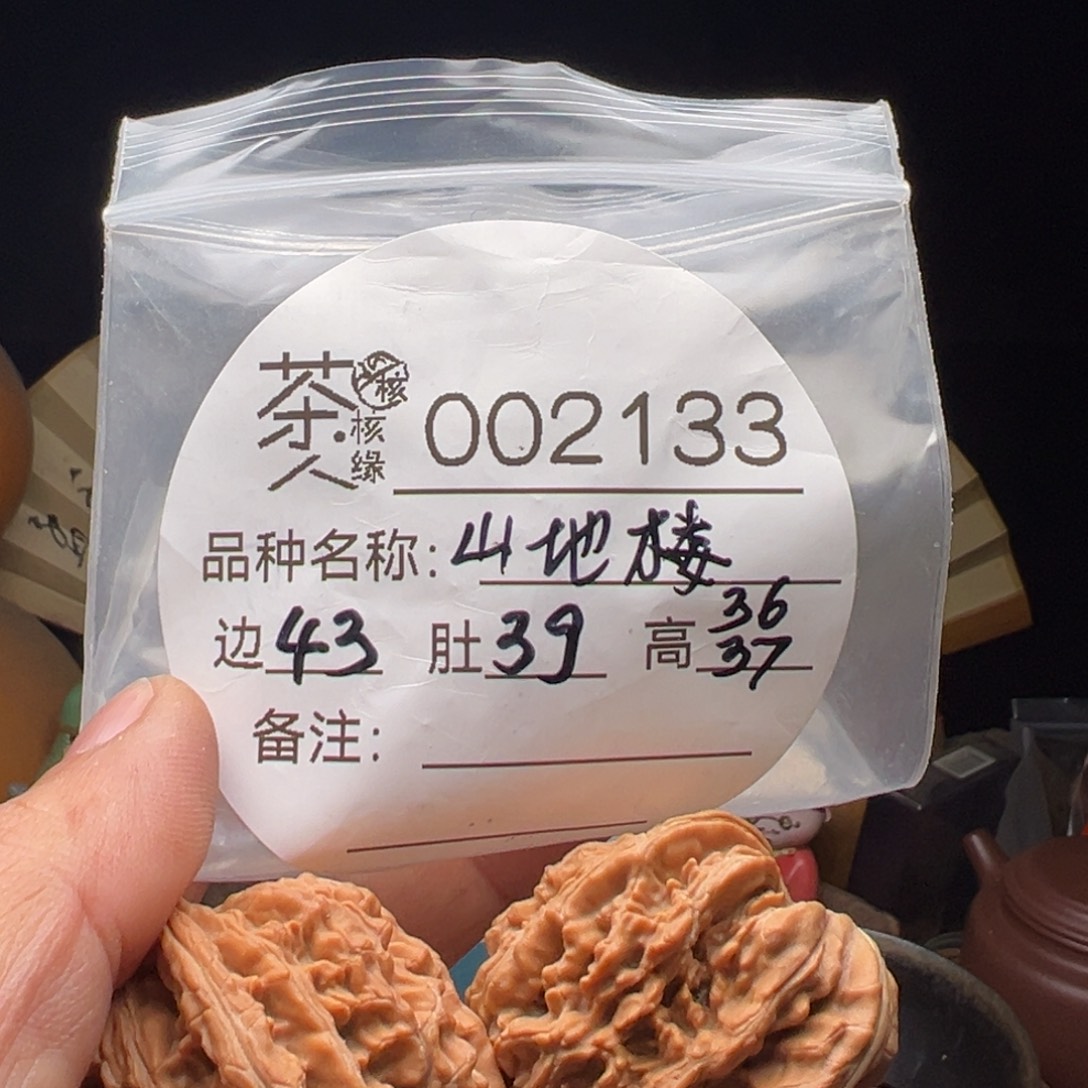 茶人
核缘
核
002133
品种名称：山地楼
边43 肚39 高36 37
备注：